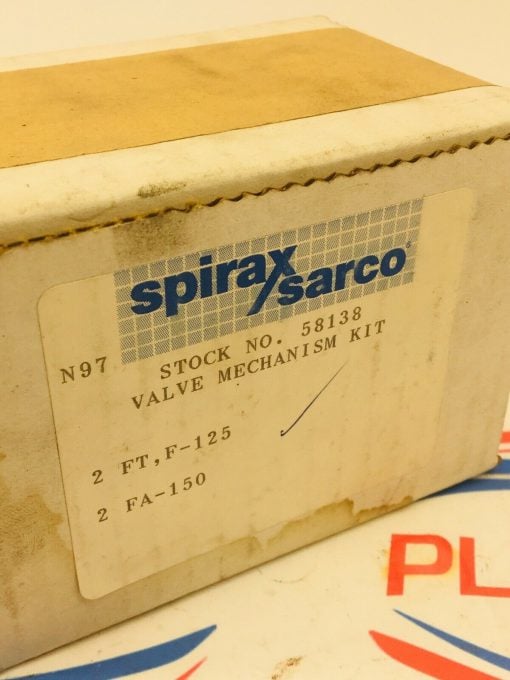 spirax
sarco®
N97 STOCK NO. 58138
VALVE MECHANISM KIT
2 FT,F-125
2 FA-150
PL